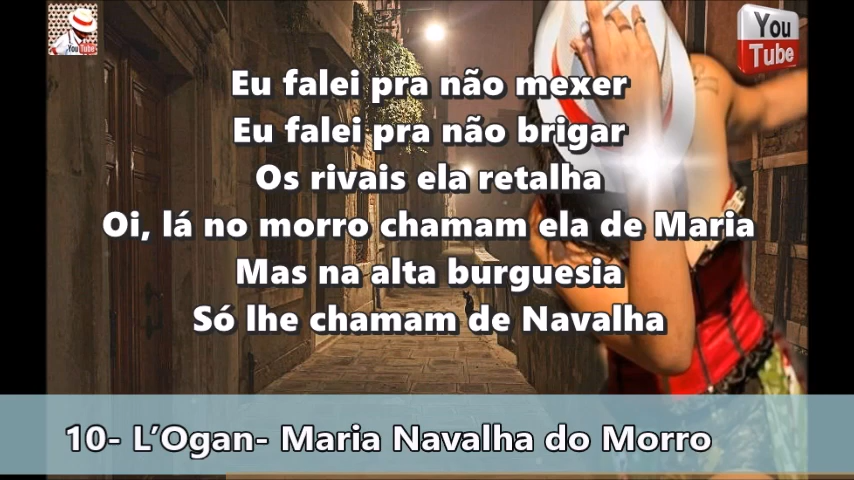 YouTube
You
Tube
Eu falei pra não mexer
Eu falei pra não brigar
Os rivais ela retalha
Oi, lá no morro chamam ela de Maria
Mas na alta burguesia
Só lhe chamam de Navalha
10- L’Ogan- Maria Navalha do Morro